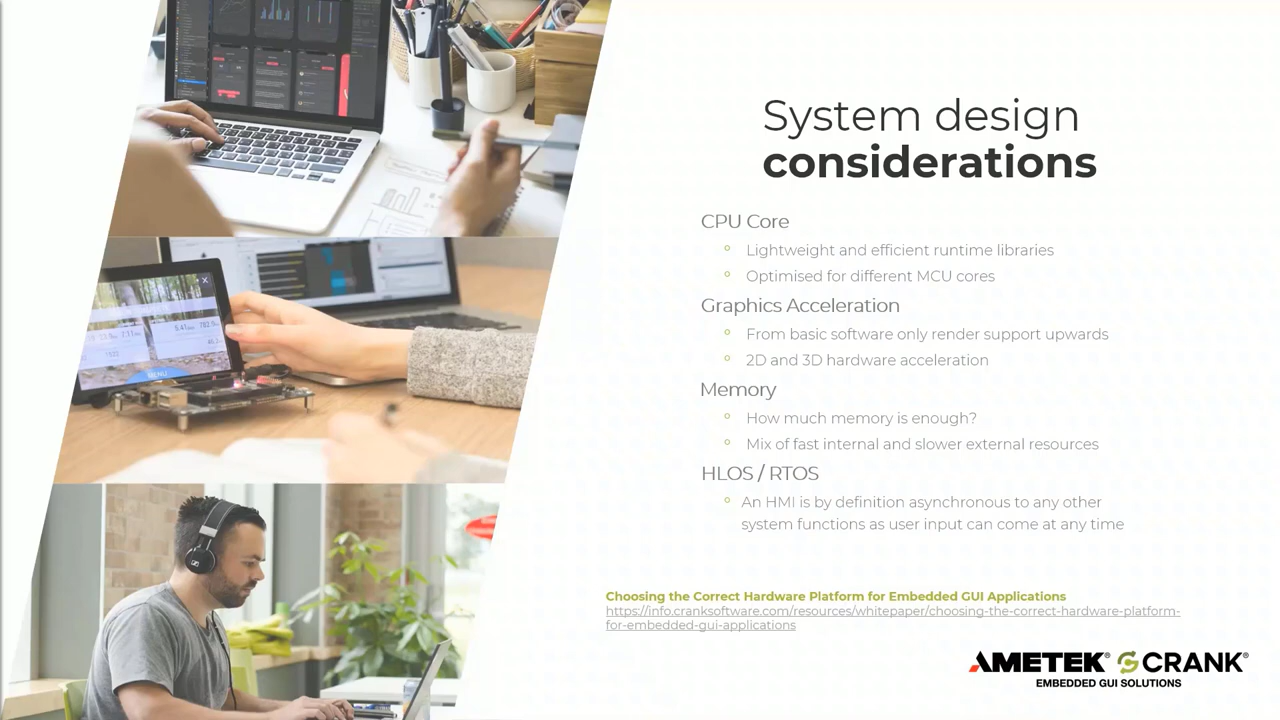 System design
considerations
CPU Core
Lightweight and efficient runtime libraries
Optimised for different MCU cores
Graphics Acceleration
From basic software only render support upwards
2D and 3D hardware acceleration
Memory
How much memory is enough?
Mix of fast internal and slower external resources
HLOS / RTOS
An HMI is by definition asynchronous to any other
system functions as user input can come at any time
Choosing the Correct Hardware Platform for Embedded GUI Applications
https://info.cranksoftware.com/resources/whitepaper/choosing-the-correct-hardware-platform-
for-embedded-gui-applications
AMETEK® CRANK®
EMBEDDED GUI SOLUTIONS
MENU